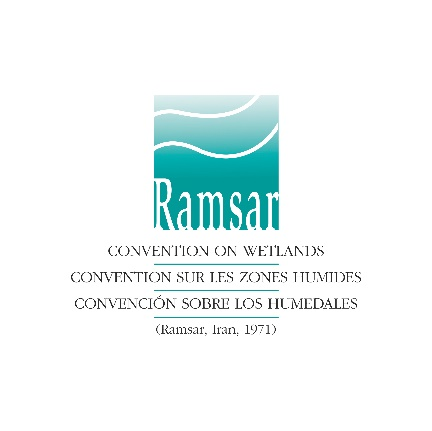 Ramsar
CONVENTION ON WETLANDS
CONVENTION SUR LES ZONES HUMIDES
CONVENCIÓN SOBRE LOS HUMEDALES
(Ramsar, Iran, 1971)